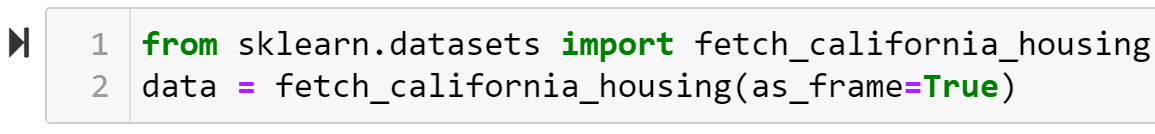 1 from sklearn.datasets import fetch_california_housing
2 data = fetch_california_housing(as_frame=True)